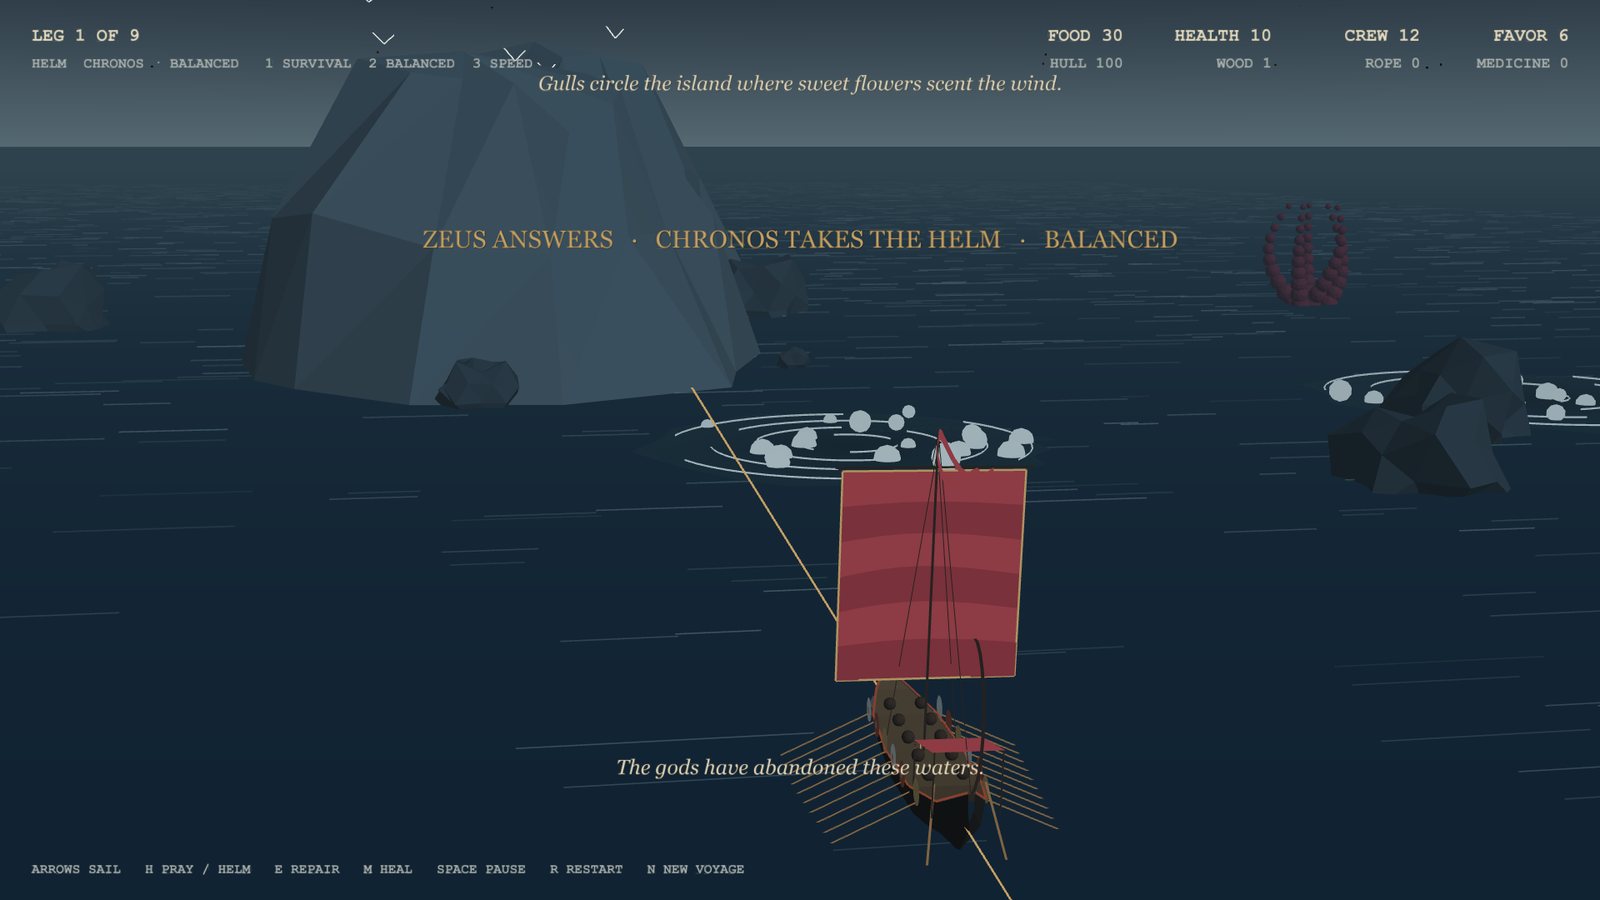 LEG 1 OF 9
FOOD 30 HEALTH 10 CREW 12 FAVOR 6
HELM CHRONOS · BALANCED 1 SURVIVAL 2 BALANCED 3 SPEED
HULL 100 WOOD 1 ROPE 0 MEDICINE 0
Gulls circle the island where sweet flowers scent the wind.
ZEUS ANSWERS · CHRONOS TAKES THE HELM · BALANCED
The gods have abandoned these waters.
ARROWS SAIL H PRAY / HELM E REPAIR M HEAL SPACE PAUSE R RESTART N NEW VOYAGE